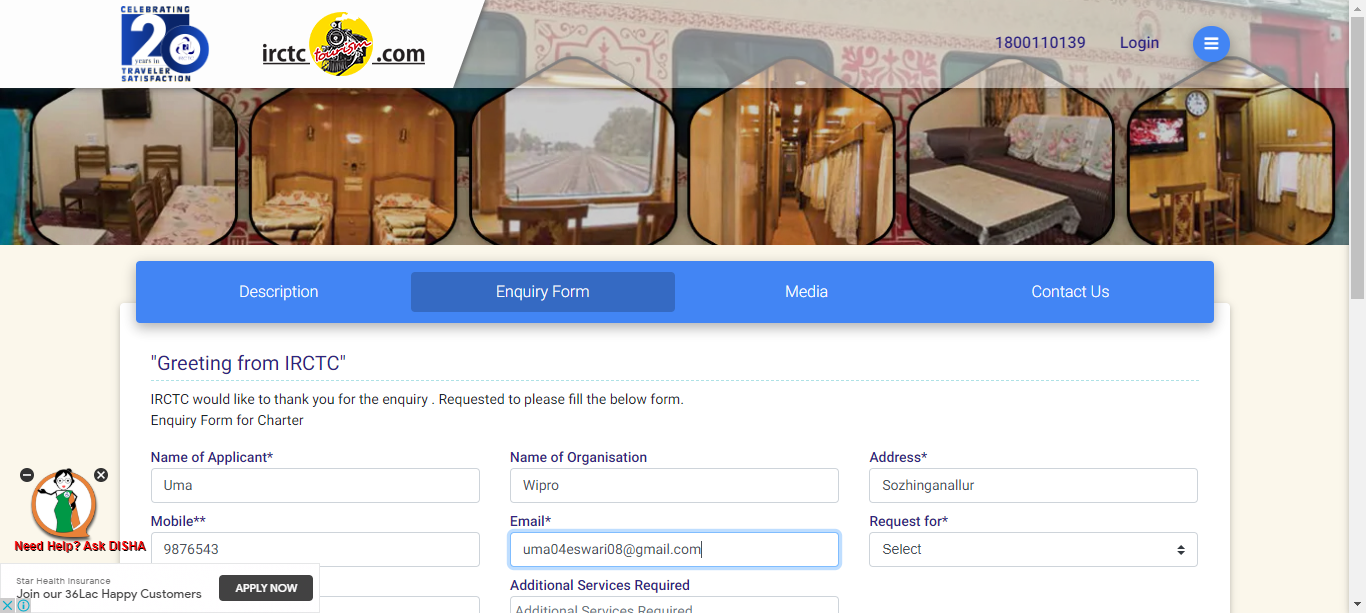 CELEBRATING
20
years in
TRAVELER
SATISFACTION
irctc tourism .com
1800110139
Login
Description
Enquiry Form
Media
Contact Us
"Greeting from IRCTC"
IRCTC would like to thank you for the enquiry . Requested to please fill the below form.
Enquiry Form for Charter
Name of Applicant*
Name of Organisation
Address*
Uma
Wipro
Sozhinganallur
Mobile**
Email*
Request for*
9876543
uma04eswari08@gmail.com
Select
Need Help? Ask DISHA
Additional Services Required
Additional Services Required
Star Health Insurance
Join our 36Lac Happy Customers
APPLY NOW